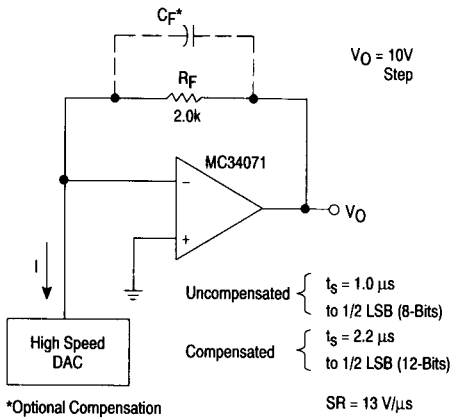 CF*
VO = 10V
Step
RF
2.0k
MC34071
−
+
VO
I
Uncompensated { ts = 1.0 µs
to 1/2 LSB (8-Bits)
High Speed
DAC
Compensated { ts = 2.2 µs
to 1/2 LSB (12-Bits)
*Optional Compensation
SR = 13 V/µs